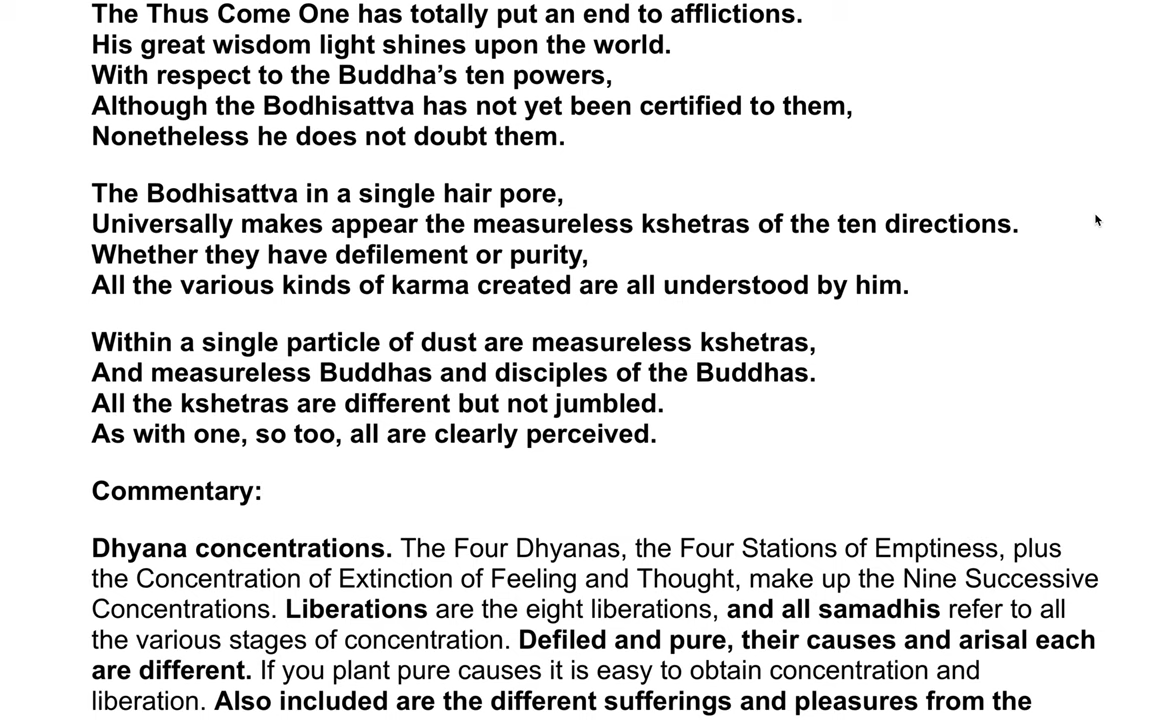 The Thus Come One has totally put an end to afflictions.
His great wisdom light shines upon the world.
With respect to the Buddha's ten powers,
Although the Bodhisattva has not yet been certified to them,
Nonetheless he does not doubt them.
The Bodhisattva in a single hair pore,
Universally makes appear the measureless kshetras of the ten directions.
Whether they have defilement or purity,
All the various kinds of karma created are all understood by him.
Within a single particle of dust are measureless kshetras,
And measureless Buddhas and disciples of the Buddhas.
All the kshetras are different but not jumbled.
As with one, so too, all are clearly perceived.
Commentary:
Dhyana concentrations. The Four Dhyanas, the Four Stations of Emptiness, plus
the Concentration of Extinction of Feeling and Thought, make up the Nine Successive
Concentrations. Liberations are the eight liberations, and all samadhis refer to all
the various stages of concentration. Defiled and pure, their causes and arisal each
are different. If you plant pure causes it is easy to obtain concentration and
liberation. Also included are the different sufferings and pleasures from the